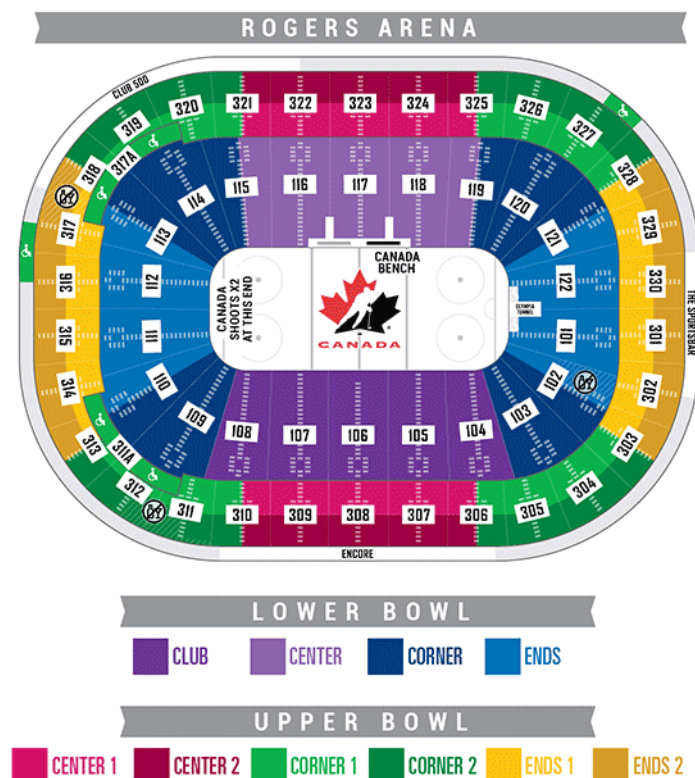 ROGERS ARENA
CLUB 500
320
321
322
323
324
325
326
319
327
318
317A
328
317
316
315
314
313
311A
312
311
114
115
116
117
118
119
120
113
121
112
122
111
101
110
102
109
103
108
107
106
105
104
329
330
301
302
303
304
305
310
309
308
307
306
CANADA
BENCH
CANADA
SHOOTS X2
AT THIS END
CANADA
OLYMPIA
TUNNEL
THE SPORTSBAR
ENCORE
LOWER BOWL
CLUB
CENTER
CORNER
ENDS
UPPER BOWL
CENTER 1
CENTER 2
CORNER 1
CORNER 2
ENDS 1
ENDS 2